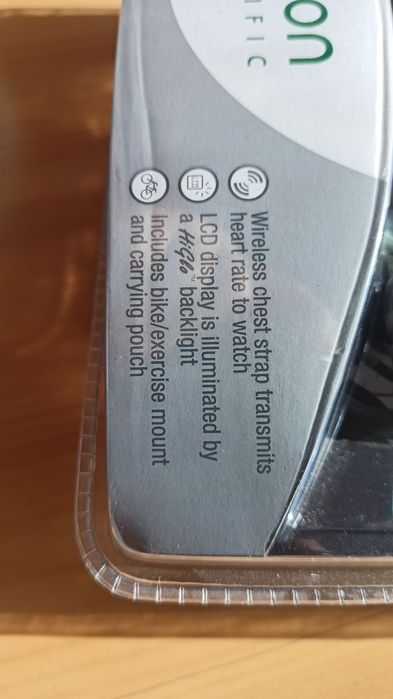 on
IFIC
Wireless chest strap transmits
heart rate to watch
LCD display is illuminated by
a HiGlo™ backlight
Includes bike/exercise mount
and carrying pouch